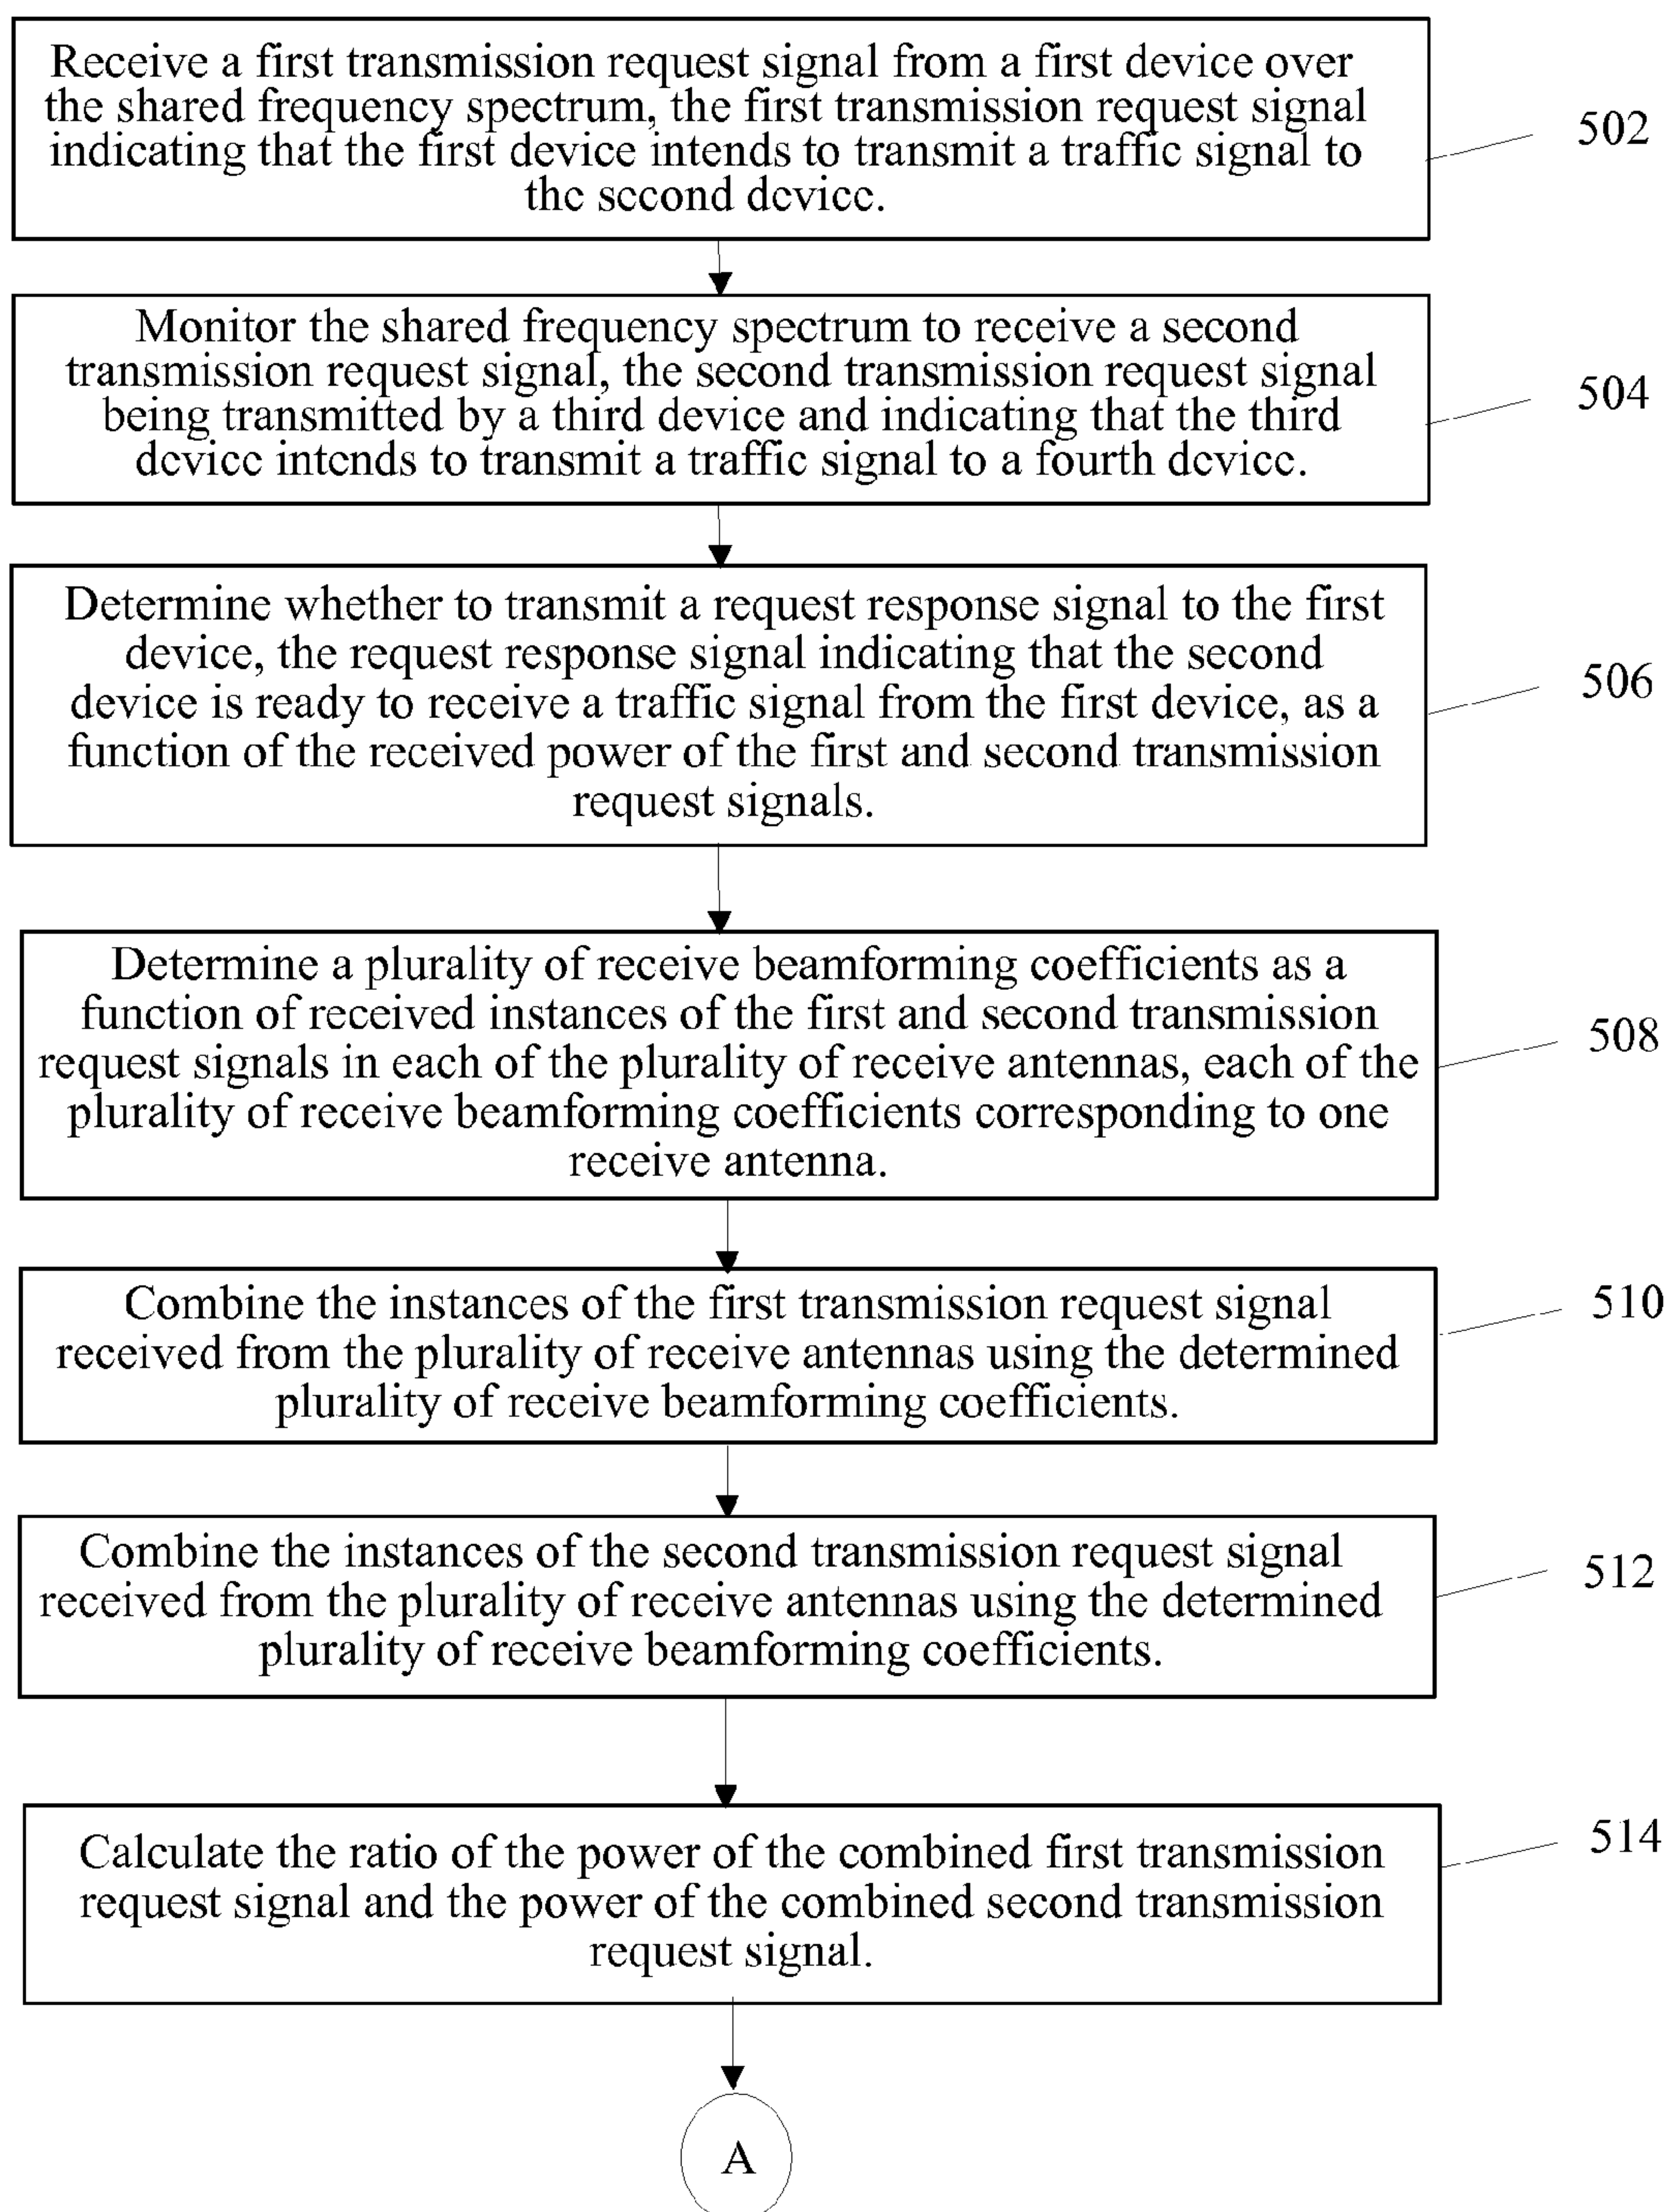 Receive a first transmission request signal from a first device over
the shared frequency spectrum, the first transmission request signal
indicating that the first device intends to transmit a traffic signal to
the second device.
502
Monitor the shared frequency spectrum to receive a second
transmission request signal, the second transmission request signal
being transmitted by a third device and indicating that the third
device intends to transmit a traffic signal to a fourth device.
504
Determine whether to transmit a request response signal to the first
device, the request response signal indicating that the second
device is ready to receive a traffic signal from the first device, as a
function of the received power of the first and second transmission
request signals.
506
Determine a plurality of receive beamforming coefficients as a
function of received instances of the first and second transmission
request signals in each of the plurality of receive antennas, each of the
plurality of receive beamforming coefficients corresponding to one
receive antenna.
508
Combine the instances of the first transmission request signal
received from the plurality of receive antennas using the determined
plurality of receive beamforming coefficients.
510
Combine the instances of the second transmission request signal
received from the plurality of receive antennas using the determined
plurality of receive beamforming coefficients.
512
Calculate the ratio of the power of the combined first transmission
request signal and the power of the combined second transmission
request signal.
514
A